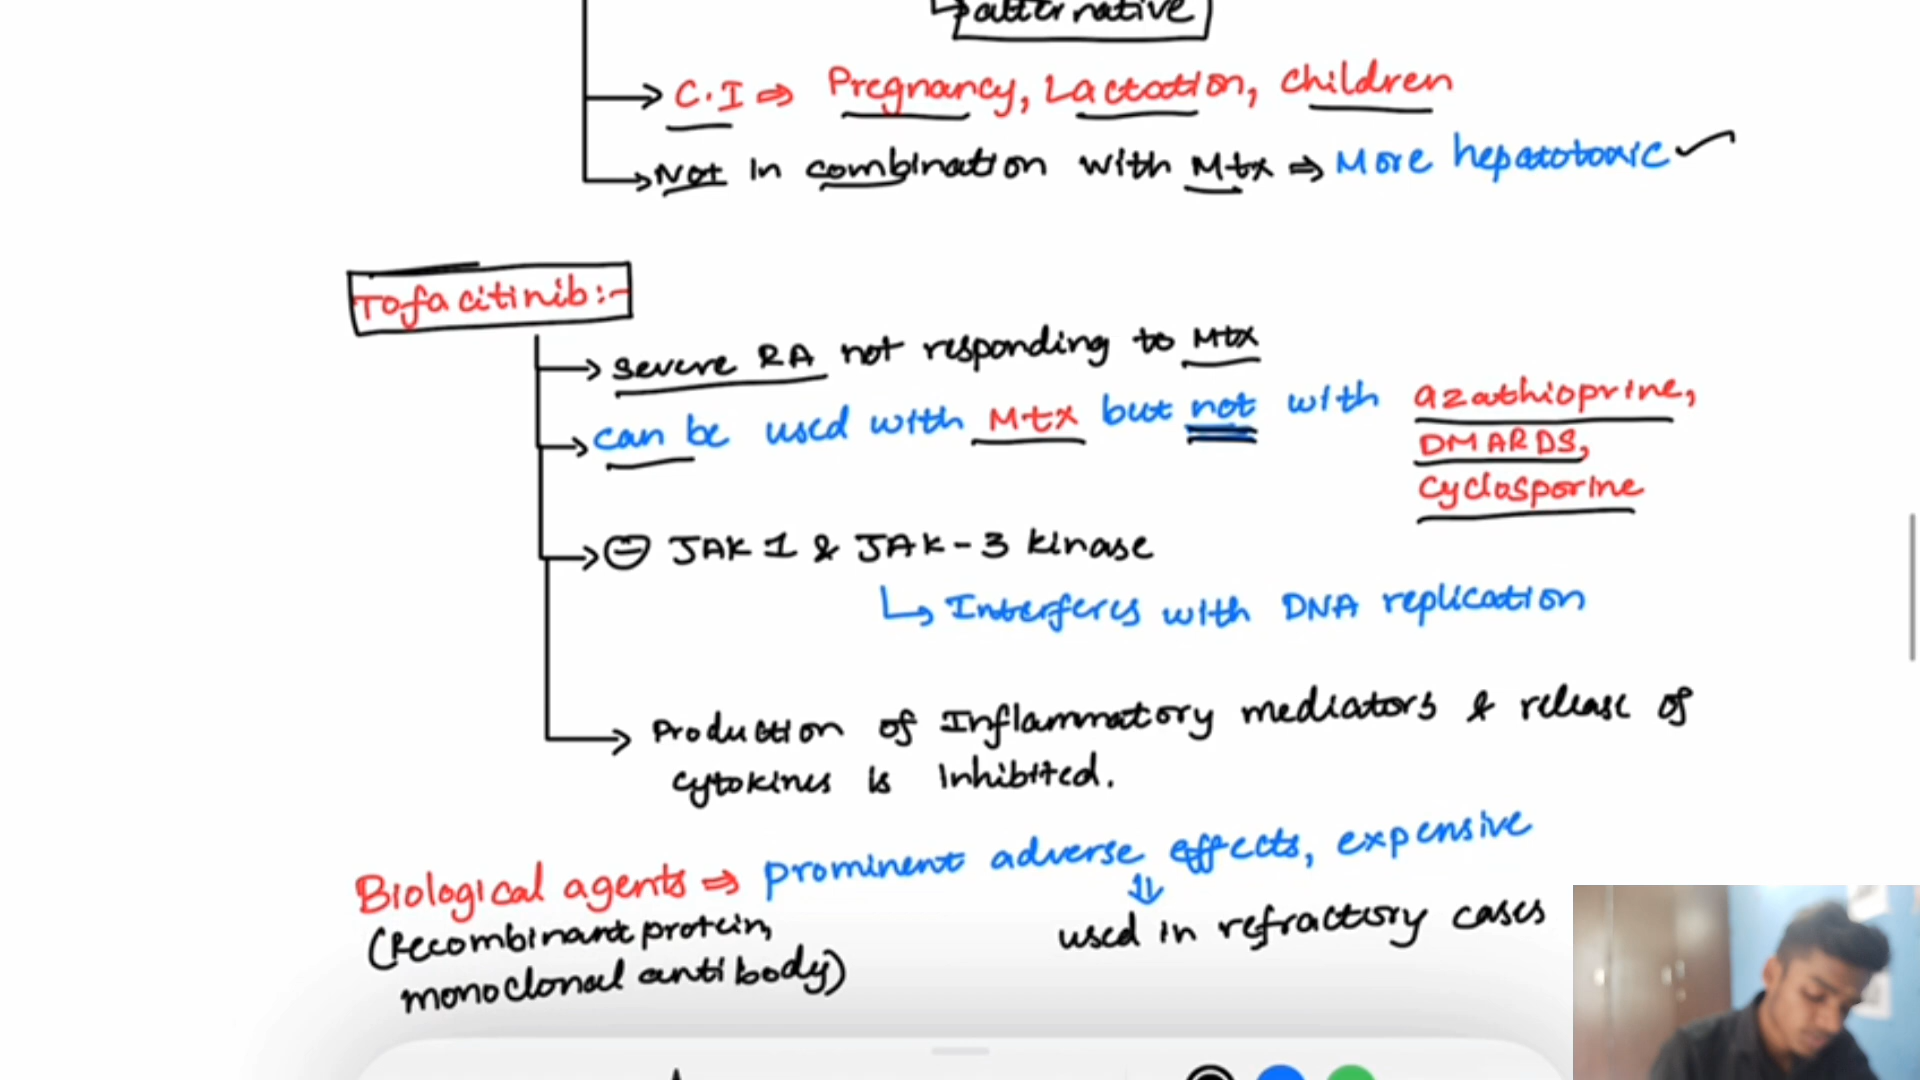 alternative
C.I ⇒ Pregnancy, Lactation, Children
Not in combination with Mtx ⇒ More hepatotoxic ✓
Tofacitinib:-
severe RA not responding to Mtx
can be used with Mtx but not with azathioprine,
DMARDS,
cyclosporine
⊖ JAK 1 & JAK-3 kinase
↳ Interferes with DNA replication
Production of Inflammatory mediators & release of
cytokines is Inhibited.
Biological agents ⇒ prominent adverse effects, expensive
(Recombinant protein,
monoclonal antibody)
⇓
used in refractory cases